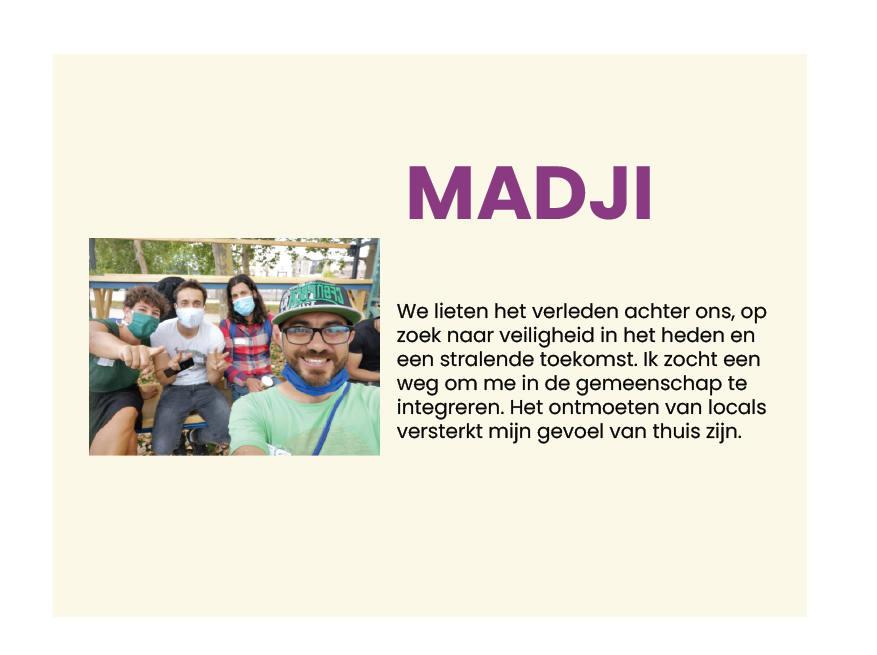 MADJI
We lieten het verleden achter ons, op
zoek naar veiligheid in het heden en
een stralende toekomst. Ik zocht een
weg om me in de gemeenschap te
integreren. Het ontmoeten van locals
versterkt mijn gevoel van thuis zijn.